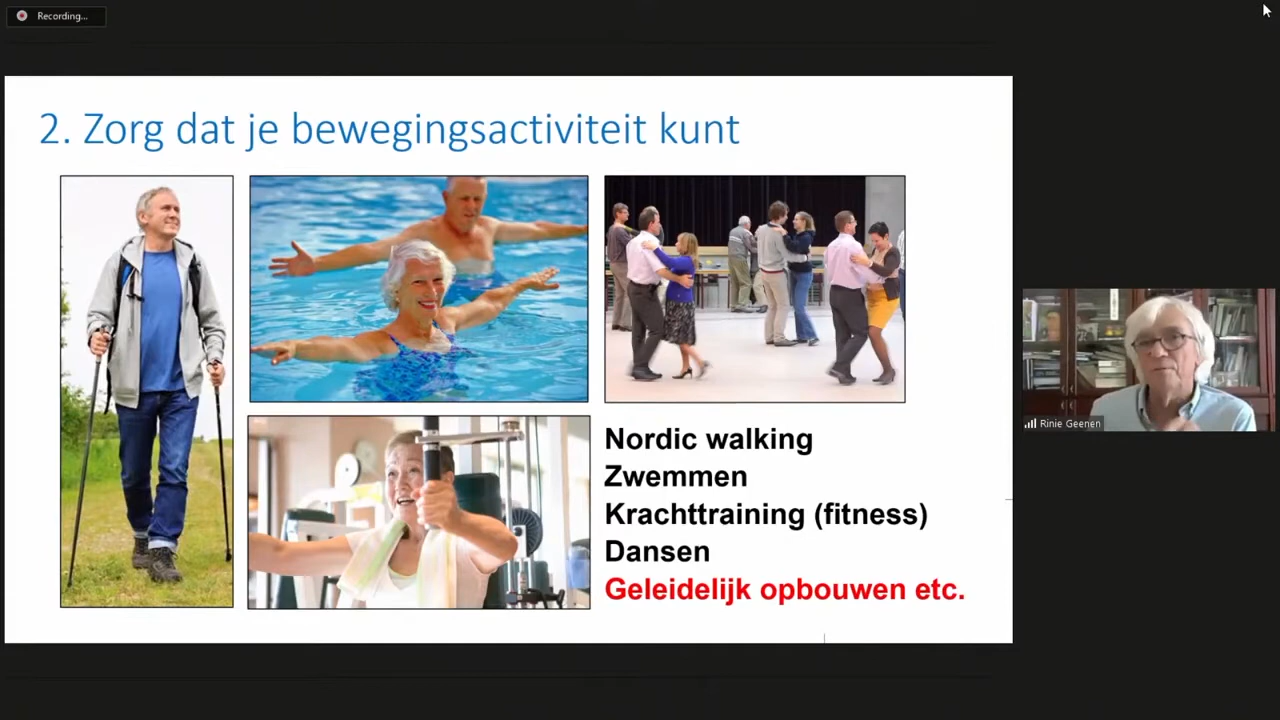 Recording...
2. Zorg dat je bewegingsactiviteit kunt
Nordic walking
Zwemmen
Krachttraining (fitness)
Dansen
Geleidelijk opbouwen etc.
Rinie Geenen